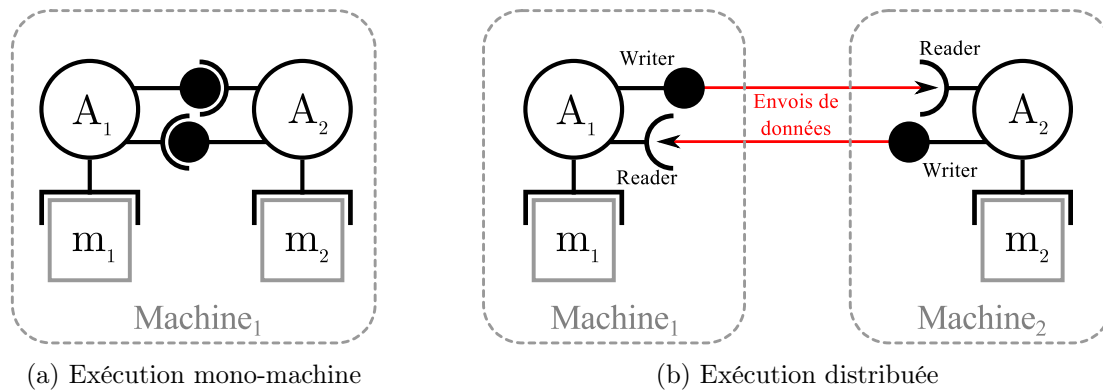 A₁
A₂
m₁
m₂
Machine₁
(a) Exécution mono-machine
Writer
Reader
A₁
Envois de
données
A₂
Reader
Writer
m₁
m₂
Machine₁
Machine₂
(b) Exécution distribuée